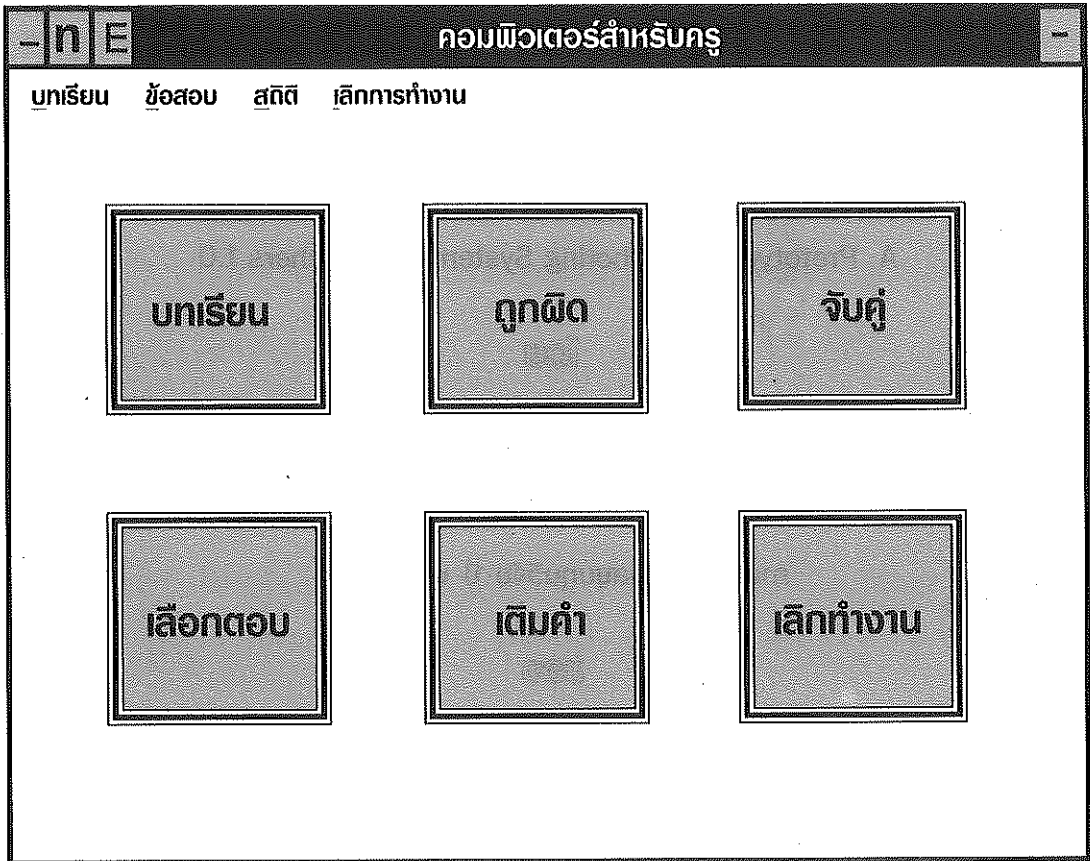 – ก E คอมพิวเตอร์สำหรับครู –
บทเรียน ข้อสอบ สถิติ เลิกการทำงาน
บทเรียน ถูกผิด จับคู่
เลือกตอบ เติมคำ เลิกทำงาน